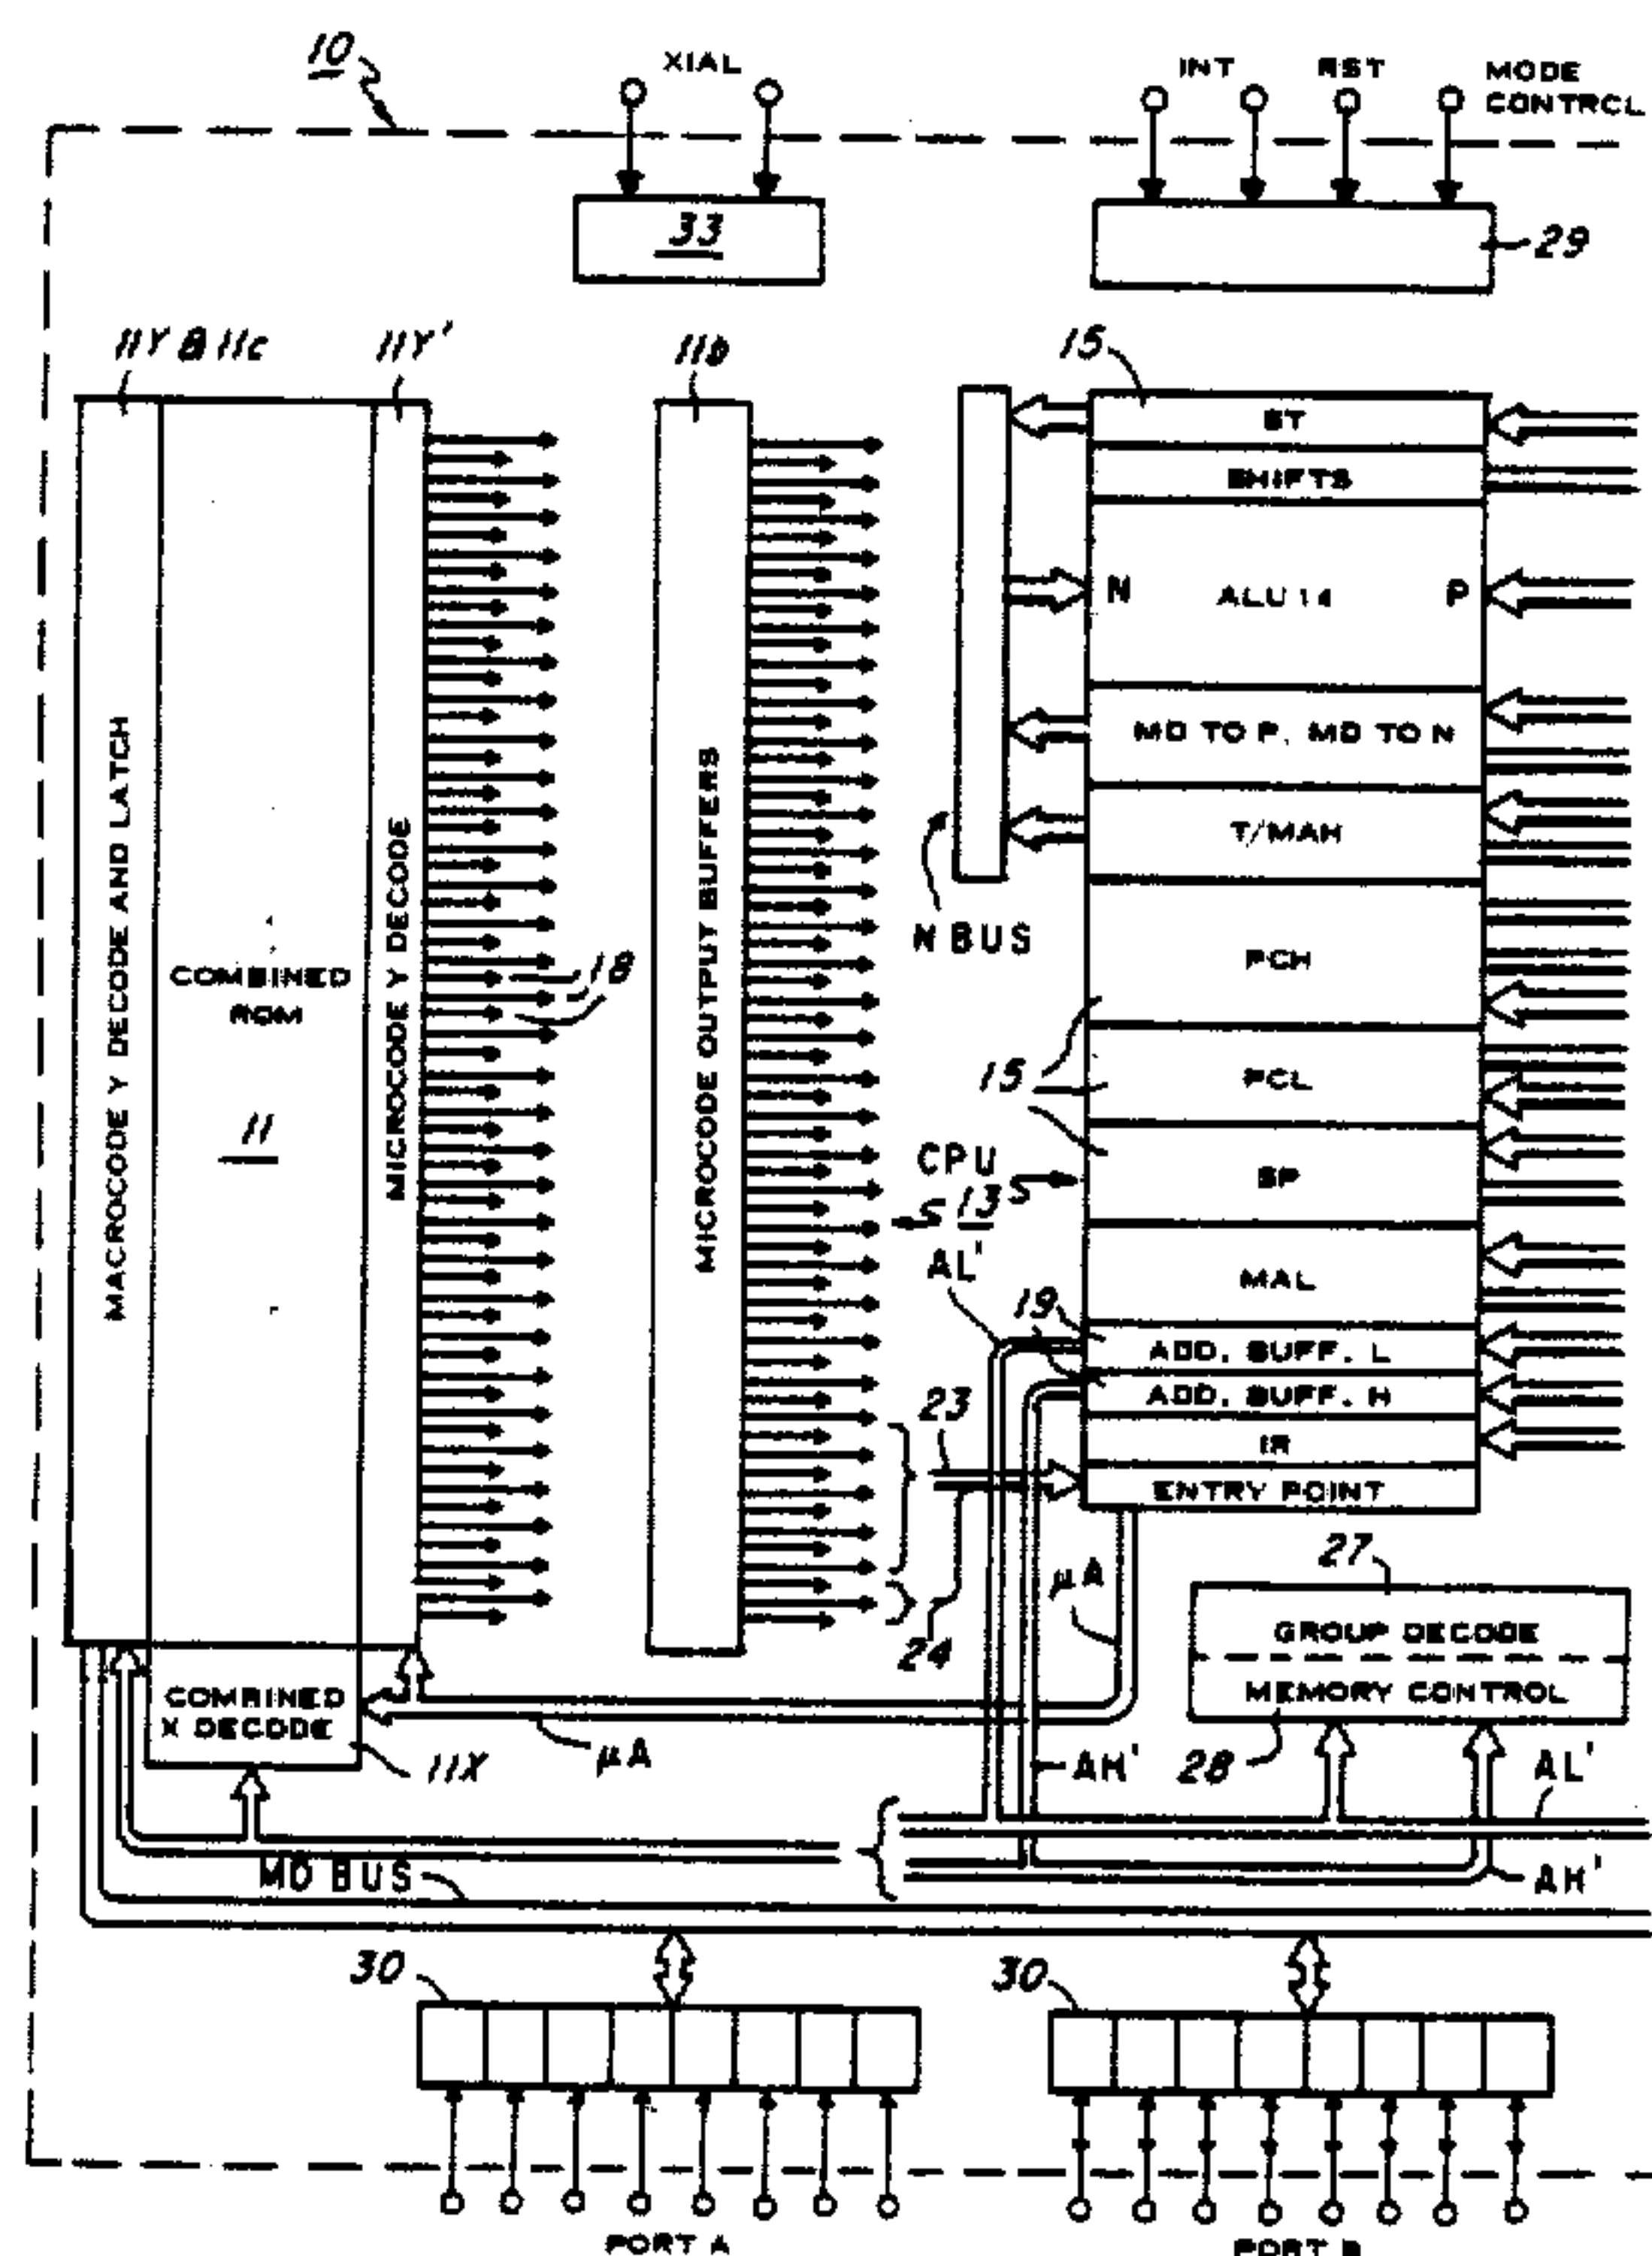 10
XIAL
INT
RST
MODE
CONTROL
33
29
11Y & 11c
11Y'
11b
15
ST
SHIFTS
N
ALU 14
P
MD TO P, MD TO N
T/MAH
N BUS
PCH
PCL
15
SP
MAL
CPU
13
AL'
19
ADD. BUFF. L
ADD. BUFF. H
IR
ENTRY POINT
MACROCODE Y DECODE AND LATCH
COMBINED
ROM
11
MICROCODE Y DECODE
18
MICROCODE OUTPUT BUFFERS
23
24
μA
27
GROUP DECODE
MEMORY CONTROL
28
COMBINED
X DECODE
11X
μA
AH'
AL'
AH'
MD BUS
30
30
PORT A
PORT B